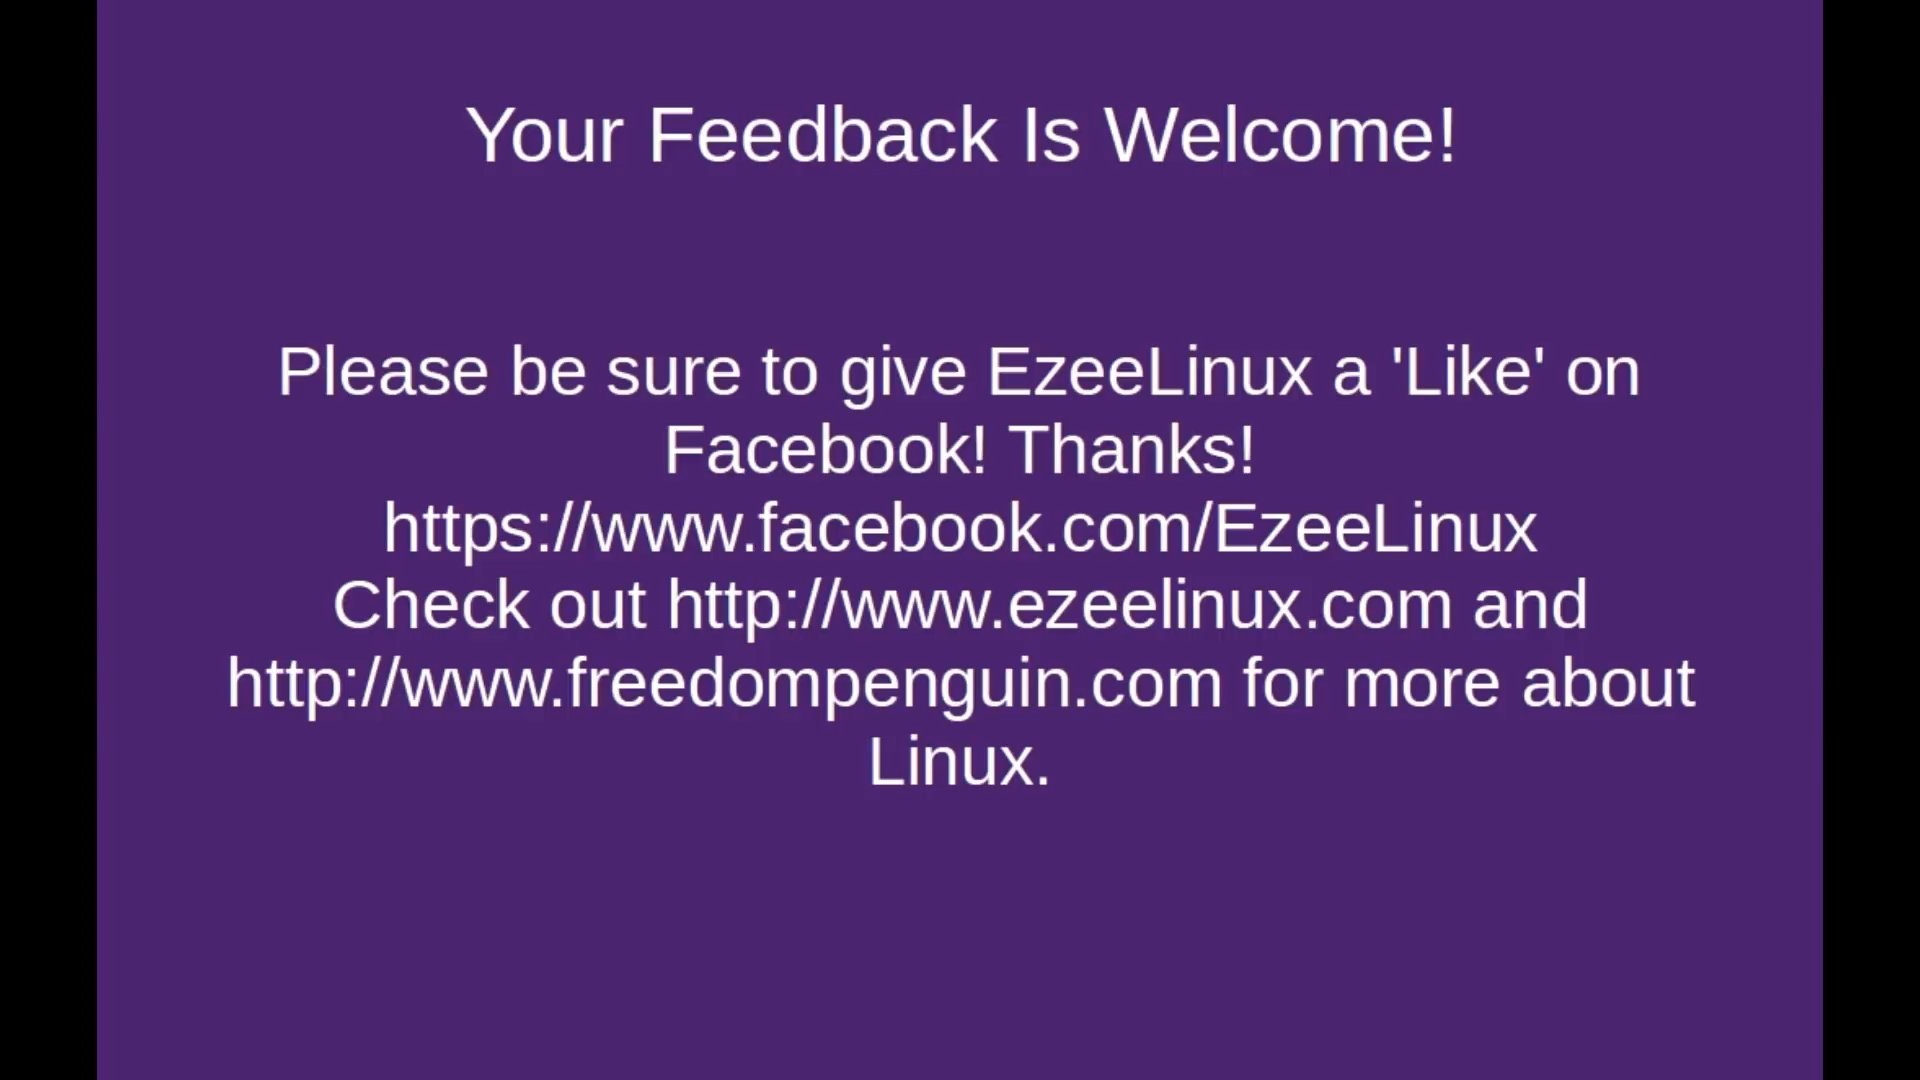 Your Feedback Is Welcome!
Please be sure to give EzeeLinux a 'Like' on
Facebook! Thanks!
https://www.facebook.com/EzeeLinux
Check out http://www.ezeelinux.com and
http://www.freedompenguin.com for more about
Linux.